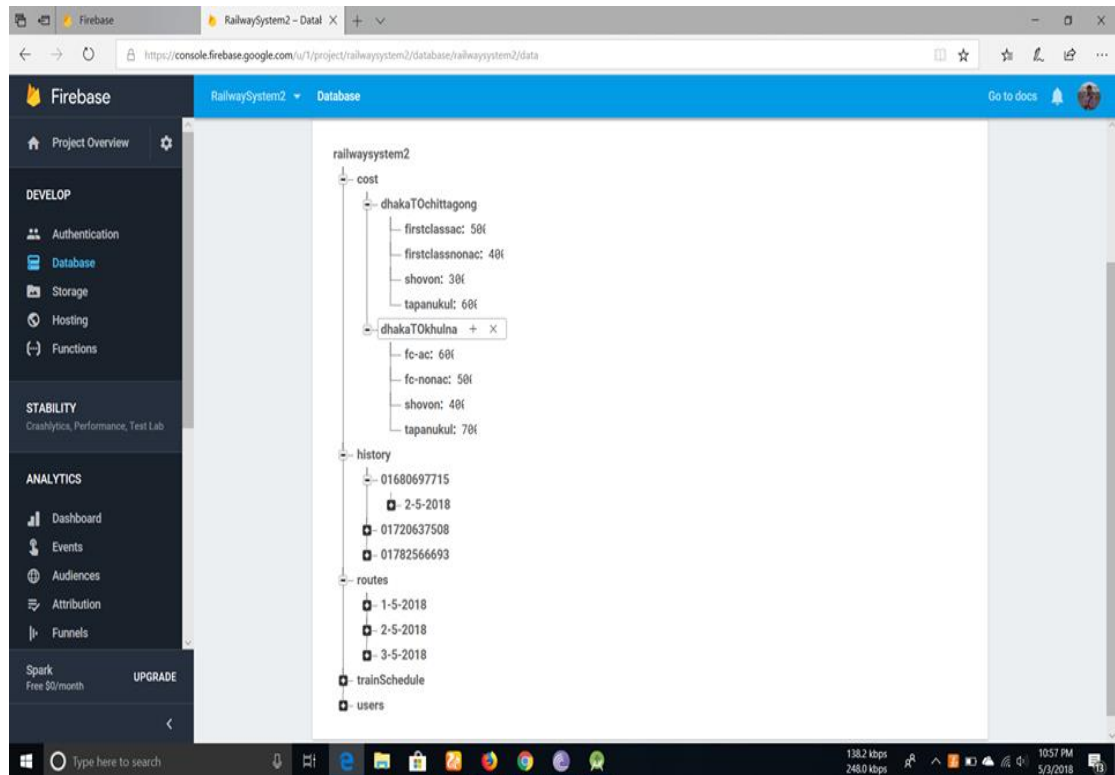 Firebase
RailwaySystem2 – Datal
https://console.firebase.google.com/u/1/project/railwaysystem2/database/railwaysystem2/data
Firebase
RailwaySystem2
Database
Go to docs
Project Overview
DEVELOP
Authentication
Database
Storage
Hosting
Functions
STABILITY
Crashlytics, Performance, Test Lab
ANALYTICS
Dashboard
Events
Audiences
Attribution
Funnels
Spark
Free $0/month
UPGRADE
railwaysystem2
cost
dhakaTOchittagong
firstclassac: 50(
firstclassnonac: 40(
shovon: 30(
tapanukul: 60(
dhakaTOkhulna
fc-ac: 60(
fc-nonac: 50(
shovon: 40(
tapanukul: 70(
history
01680697715
2-5-2018
01720637508
01782566693
routes
1-5-2018
2-5-2018
3-5-2018
trainSchedule
users
Type here to search
138.2 kbps
248.0 kbps
10:57 PM
5/3/2018